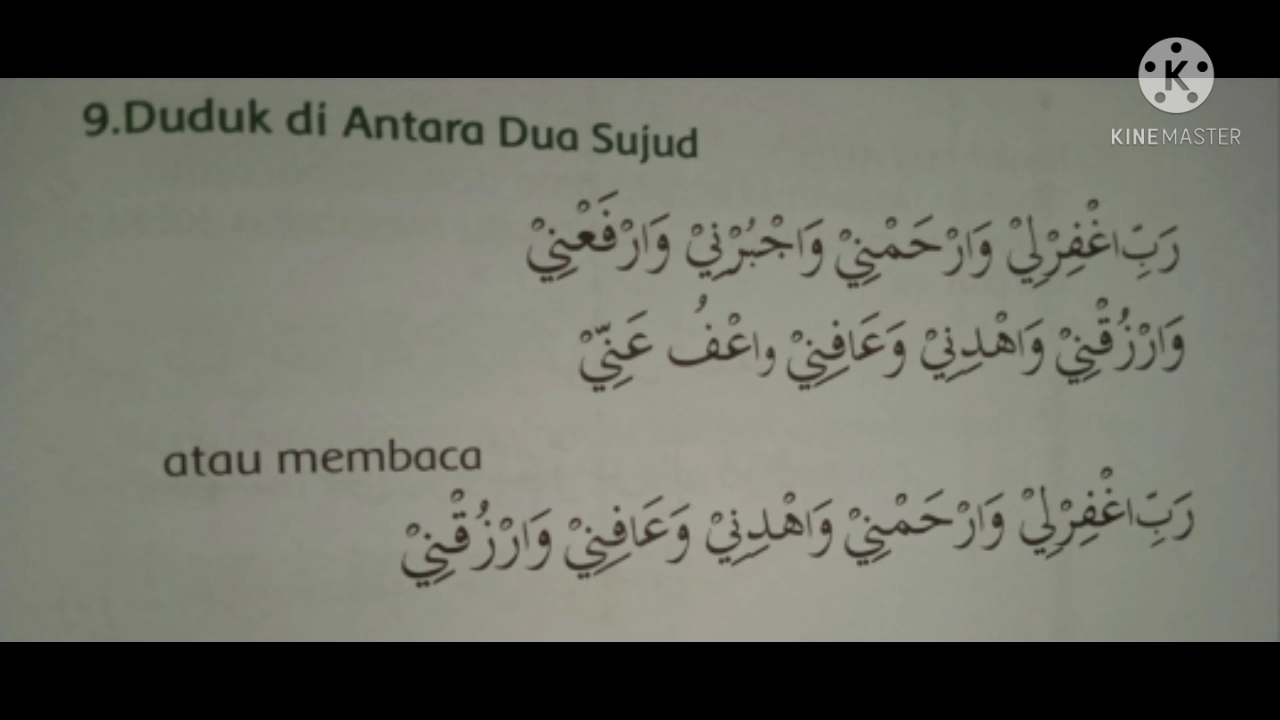 KINEMASTER
9.Duduk di Antara Dua Sujud
رَبِّ اغْفِرْلِيْ وَارْحَمْنِيْ وَاجْبُرْنِيْ وَارْفَعْنِيْ
وَارْزُقْنِيْ وَاهْدِنِيْ وَعَافِنِيْ واعْفُ عَنِّيْ
atau membaca
رَبِّ اغْفِرْلِيْ وَارْحَمْنِيْ وَاهْدِنِيْ وَعَافِنِيْ وَارْزُقْنِيْ